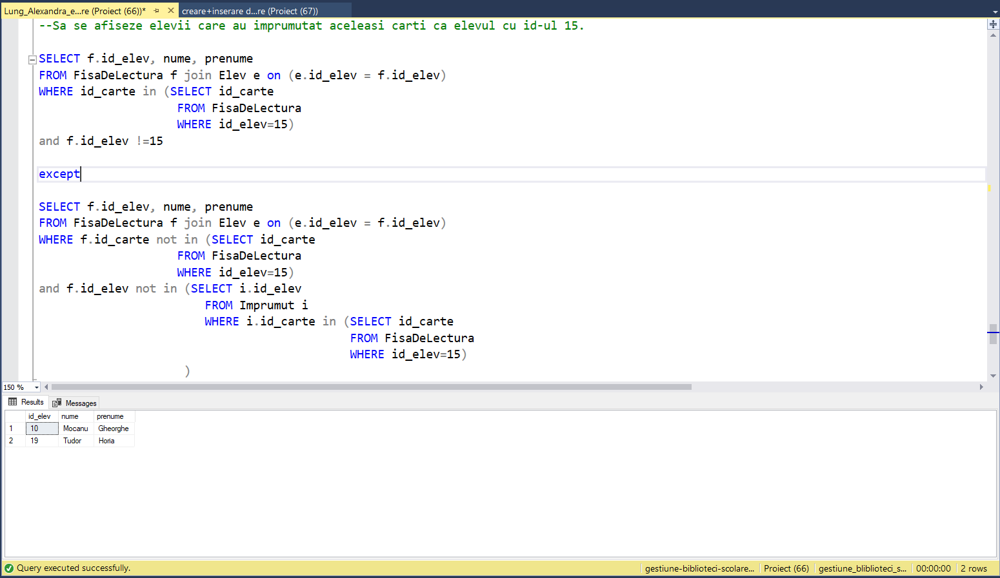 Lung_Alexandra_e...re (Proiect (66))*
creare+inserare d...re (Proiect (67))
--Sa se afiseze elevii care au imprumutat aceleasi carti ca elevul cu id-ul 15.
SELECT f.id_elev, nume, prenume
FROM FisaDeLectura f join Elev e on (e.id_elev = f.id_elev)
WHERE id_carte in (SELECT id_carte
FROM FisaDeLectura
WHERE id_elev=15)
and f.id_elev !=15
except
SELECT f.id_elev, nume, prenume
FROM FisaDeLectura f join Elev e on (e.id_elev = f.id_elev)
WHERE f.id_carte not in (SELECT id_carte
FROM FisaDeLectura
WHERE id_elev=15)
and f.id_elev not in (SELECT i.id_elev
FROM Imprumut i
WHERE i.id_carte in (SELECT id_carte
FROM FisaDeLectura
WHERE id_elev=15)
)
150 %
Results Messages
id_elev nume prenume
1 10 Mocanu Gheorghe
2 19 Tudor Horia
Query executed successfully.
gestiune-biblioteci-scolare... Proiect (66) gestiune_bliblioteci_s... 00:00:00 2 rows